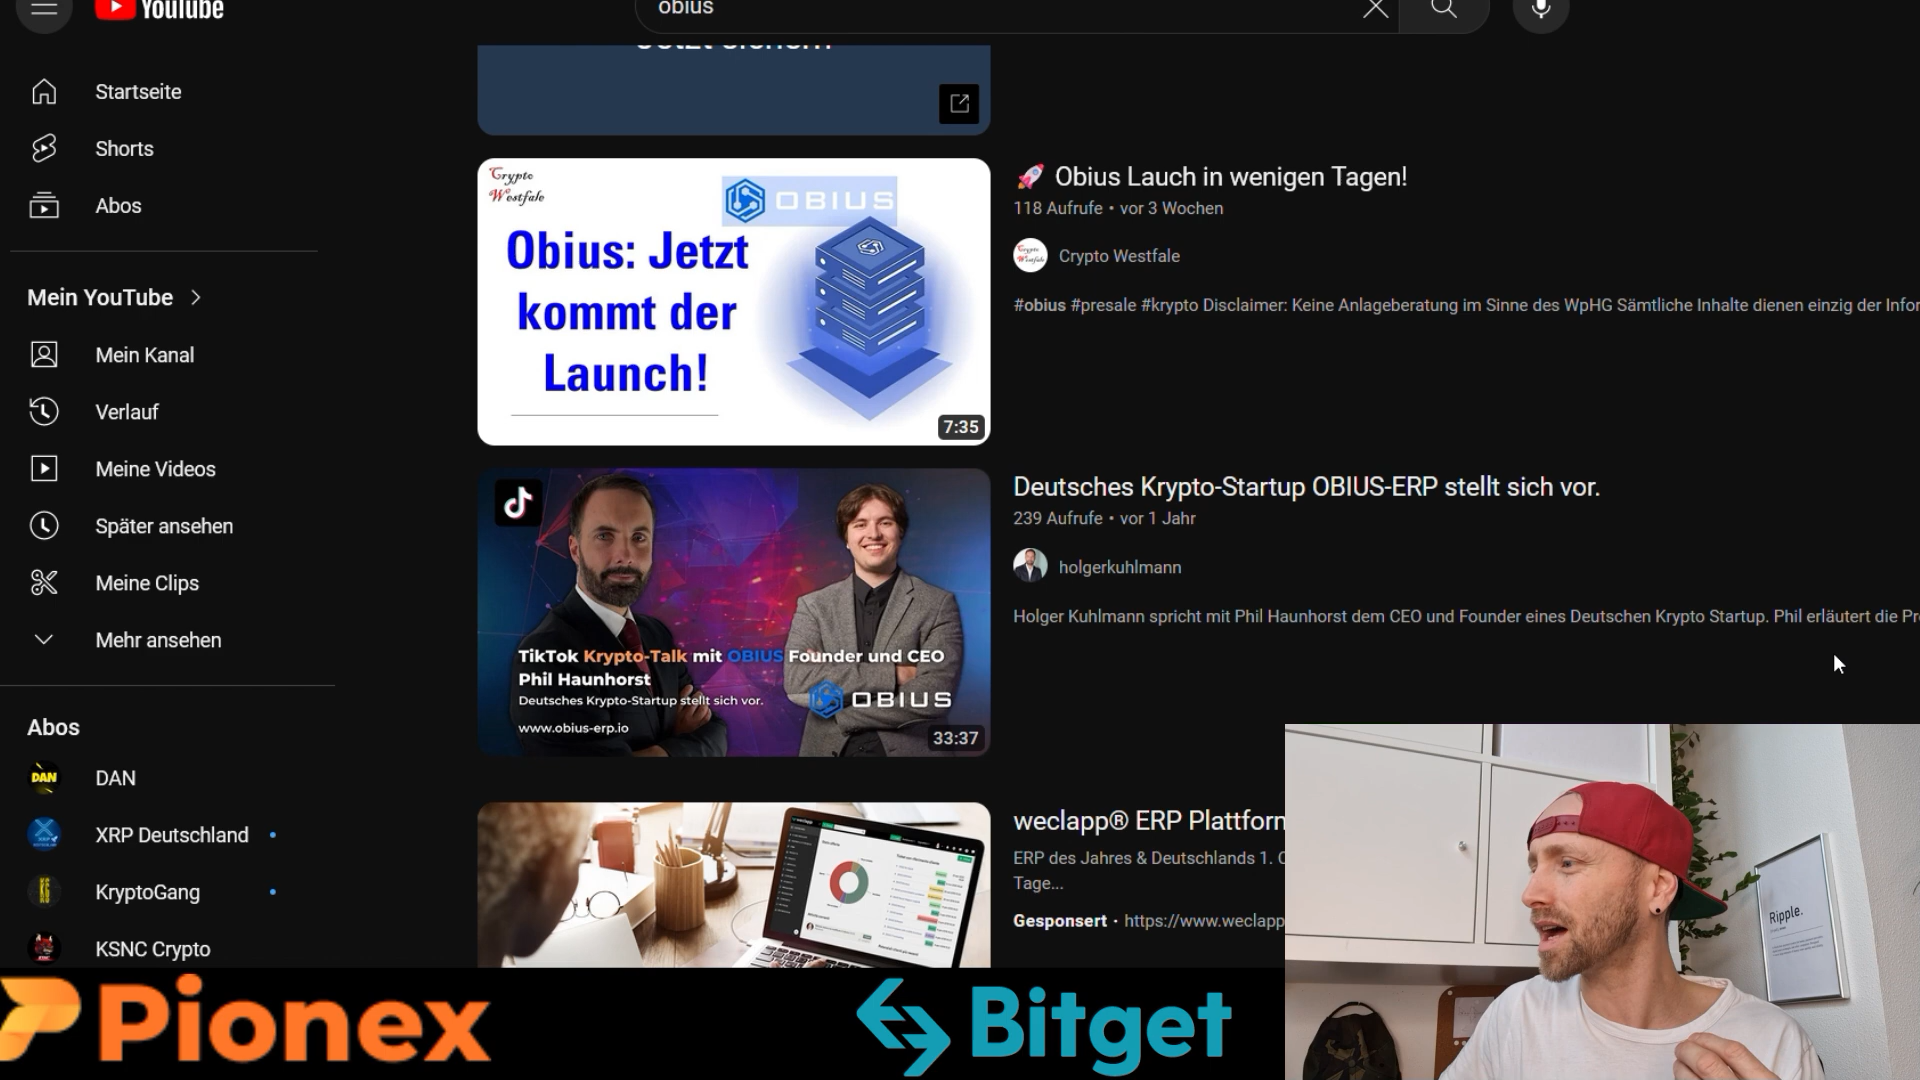 YouTube
obius
Startseite
Shorts
Abos
Mein YouTube
Mein Kanal
Verlauf
Meine Videos
Später ansehen
Meine Clips
Mehr ansehen
Abos
DAN
DAN
XRP Deutschland
KryptoGang
KSNC Crypto
Crypto
Westfale
OBIUS
Obius: Jetzt
kommt der
Launch!
7:35
🚀 Obius Lauch in wenigen Tagen!
118 Aufrufe • vor 3 Wochen
Crypto Westfale
#obius #presale #krypto Disclaimer: Keine Anlageberatung im Sinne des WpHG Sämtliche Inhalte dienen einzig der
TikTok Krypto-Talk mit OBIUS Founder und CEO
Phil Haunhorst
Deutsches Krypto-Startup stellt sich vor.
OBIUS
www.obius-erp.io
33:37
Deutsches Krypto-Startup OBIUS-ERP stellt sich vor.
239 Aufrufe • vor 1 Jahr
holgerkuhlmann
Holger Kuhlmann spricht mit Phil Haunhorst dem CEO und Founder eines Deutschen Krypto Startup. Phil erläutert die
weclapp® ERP Plattform
ERP des Jahres & Deutschlands 1.
Tage...
Gesponsert • https://www.weclapp
Ripple.
Pionex
Bitget